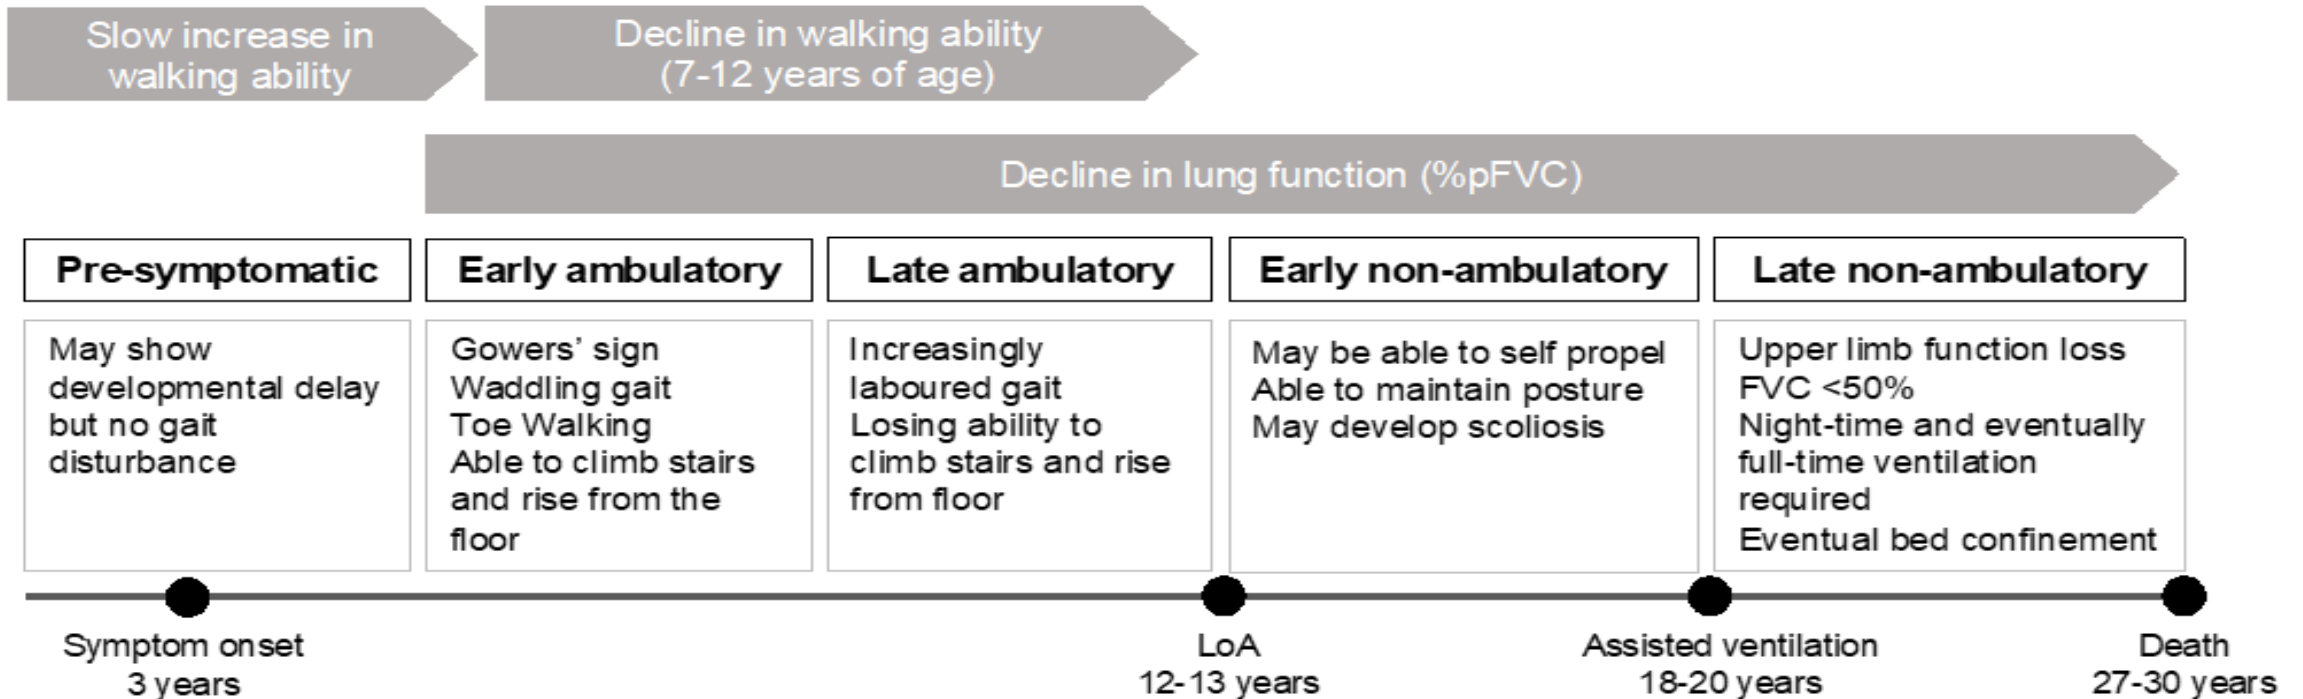 Slow increase in
walking ability
Decline in walking ability
(7-12 years of age)
Decline in lung function (%pFVC)
Pre-symptomatic
Early ambulatory
Late ambulatory
Early non-ambulatory
Late non-ambulatory
May show
developmental delay
but no gait
disturbance
Gowers' sign
Waddling gait
Toe Walking
Able to climb stairs
and rise from the
floor
Increasingly
laboured gait
Losing ability to
climb stairs and rise
from floor
May be able to self propel
Able to maintain posture
May develop scoliosis
Upper limb function loss
FVC <50%
Night-time and eventually
full-time ventilation
required
Eventual bed confinement
Symptom onset
3 years
LoA
12-13 years
Assisted ventilation
18-20 years
Death
27-30 years